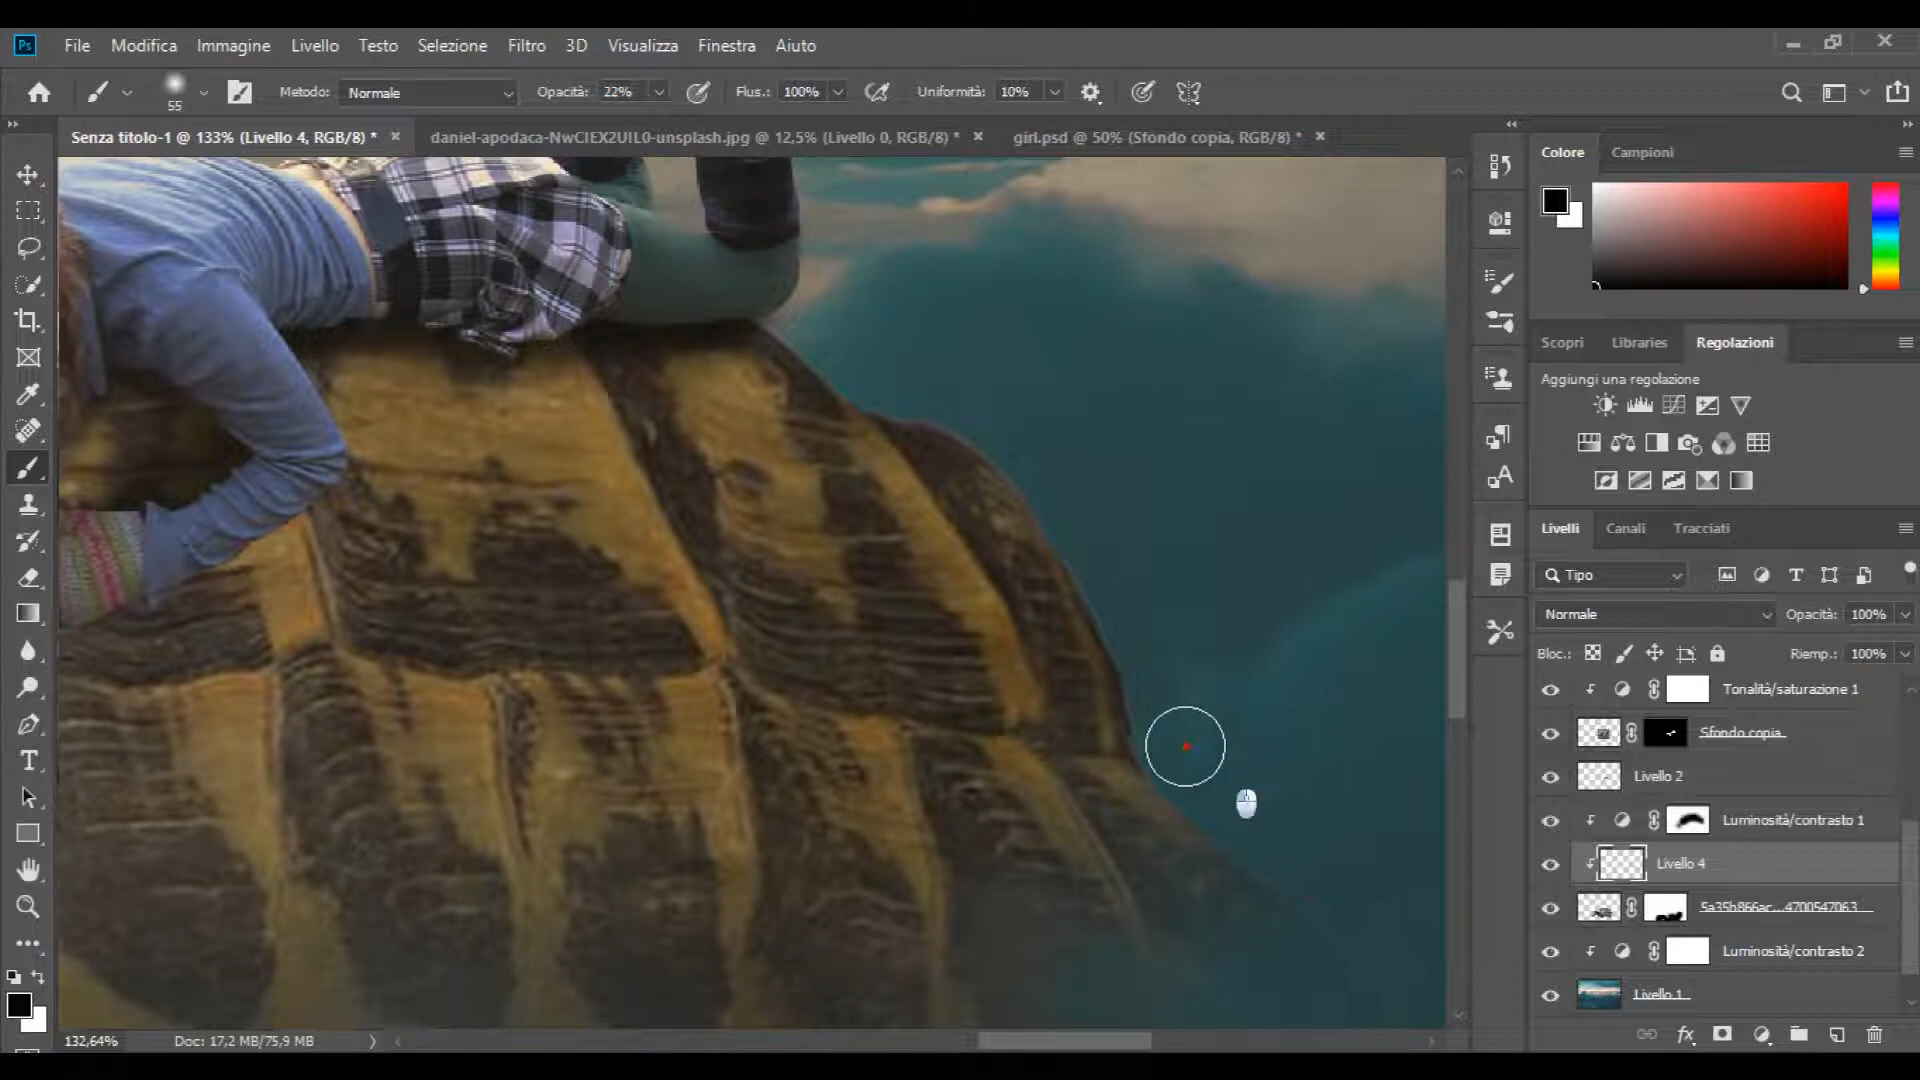 Ps File Modifica Immagine Livello Testo Selezione Filtro 3D Visualizza Finestra Aiuto
55 Metodo: Normale Opacità: 22% Flus.: 100% Uniformità: 10%
Senza titolo-1 @ 133% (Livello 4, RGB/8) * daniel-apodaca-NwCIEX2UIL0-unsplash.jpg @ 12,5% (Livello 0, RGB/8) * girl.psd @ 50% (Sfondo copia, RGB/8) *
Colore Campioni
Scopri Libraries Regolazioni
Aggiungi una regolazione
Livelli Canali Tracciati
Tipo
Normale Opacità: 100%
Bloc.: Riemp.: 100%
Tonalità/saturazione 1
Sfondo copia
Livello 2
Luminosità/contrasto 1
Livello 4
5a35h866ac...4700547063
Luminosità/contrasto 2
Livello 1
132,64% Doc: 17,2 MB/75,9 MB